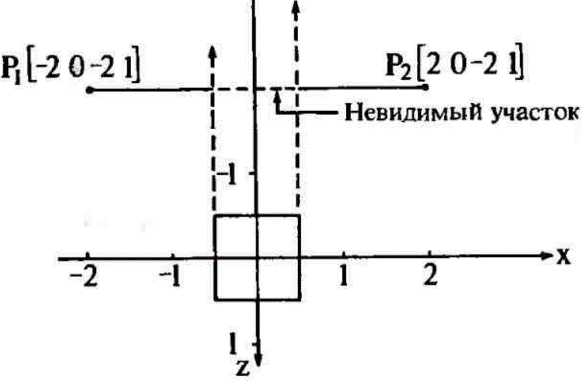 P₁[-2 0 -2 1]
P₂[2 0 -2 1]
Невидимый участок
-1
-2 -1 1 2 x
1
z